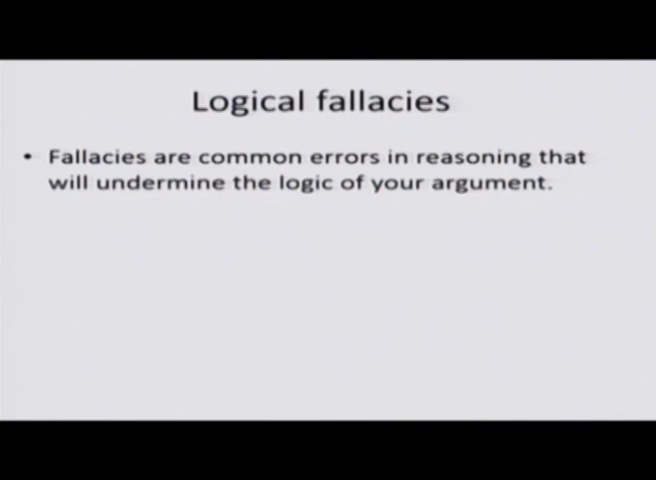 Logical fallacies
• Fallacies are common errors in reasoning that
will undermine the logic of your argument.